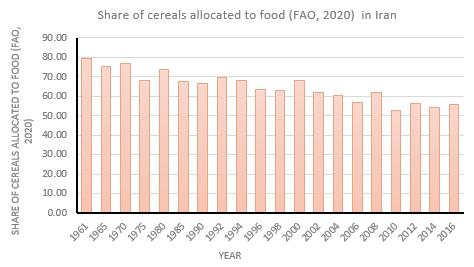 Share of cereals allocated to food (FAO, 2020)  in Iran
SHARE OF CEREALS ALLOCATED TO FOOD (FAO,
2020)
90.00
80.00
70.00
60.00
50.00
40.00
30.00
20.00
10.00
0.00
1961 1965 1970 1975 1980 1985 1990 1992 1994 1996 1998 2000 2002 2004 2006 2008 2010 2012 2014 2016
YEAR